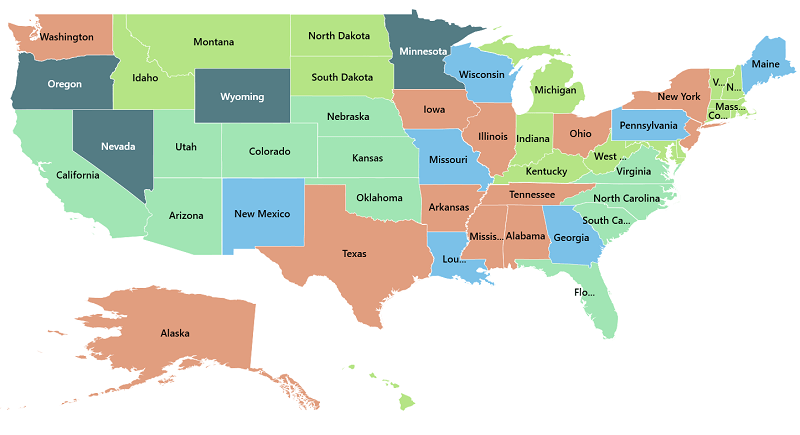 Washington
Montana
North Dakota
Minnesota
Maine
Idaho
Oregon
South Dakota
Wisconsin
V...
N...
Wyoming
Michigan
New York
Mass...
Co...
Iowa
Nebraska
Pennsylvania
Nevada
Utah
Colorado
Illinois
Indiana
Ohio
Kansas
Missouri
West ...
California
Kentucky
Virginia
Oklahoma
Tennessee
North Carolina
Arizona
New Mexico
Arkansas
South Ca...
Missis...
Alabama
Georgia
Texas
Lou...
Flo...
Alaska